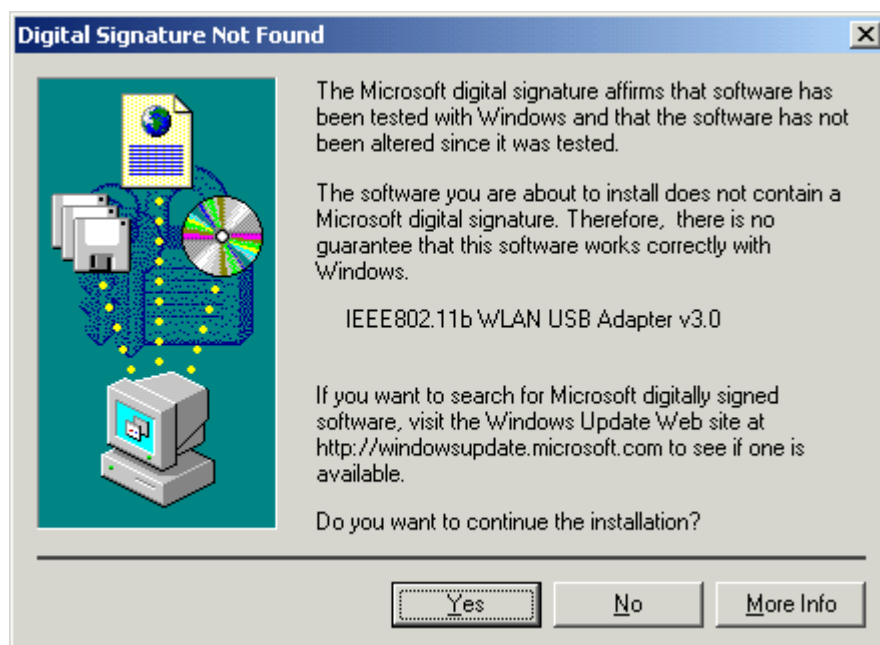 Digital Signature Not Found
The Microsoft digital signature affirms that software has
been tested with Windows and that the software has not
been altered since it was tested.
The software you are about to install does not contain a
Microsoft digital signature. Therefore,  there is no
guarantee that this software works correctly with
Windows.
IEEE802.11b WLAN USB Adapter v3.0
If you want to search for Microsoft digitally signed
software, visit the Windows Update Web site at
http://windowsupdate.microsoft.com to see if one is
available.
Do you want to continue the installation?
Yes No More Info